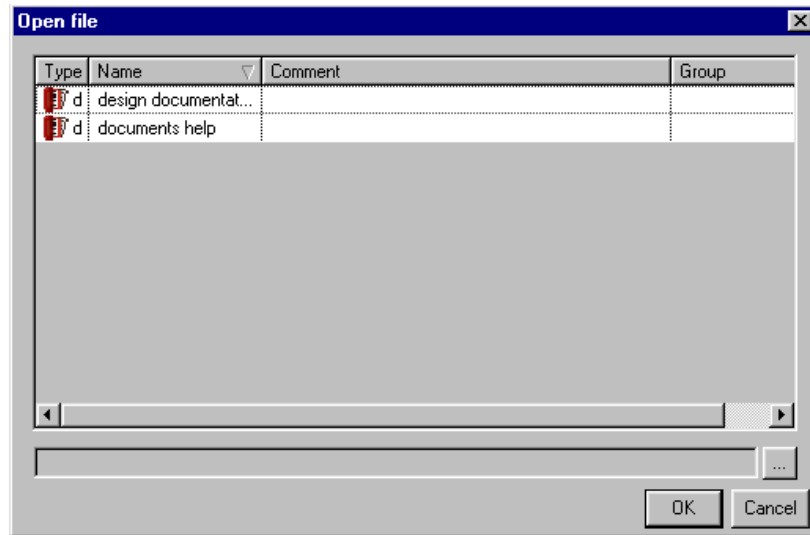 Open file
Type Name Comment Group
d design documentat...
d documents help
...
OK Cancel